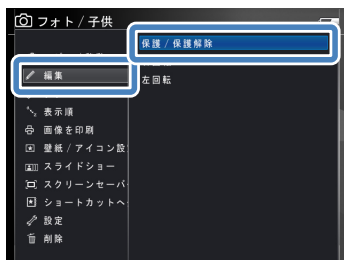 フォト / 子供
保護 / 保護解除
編集
左回転
表示順
画像を印刷
壁紙 / アイコン設
スライドショー
スクリーンセーバ
ショートカットへ
設定
削除